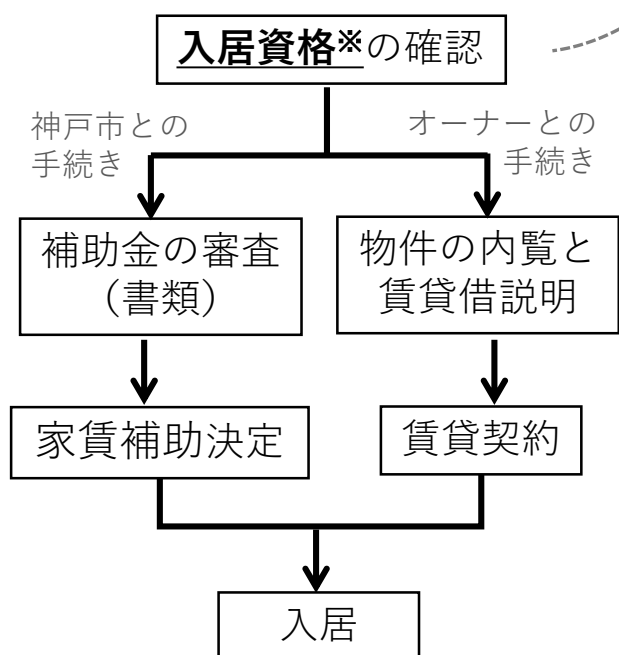 入居資格※の確認
神戸市との
手続き
オーナーとの
手続き
補助金の審査
（書類）
物件の内覧と
賃貸借説明
家賃補助決定
賃貸契約
入居